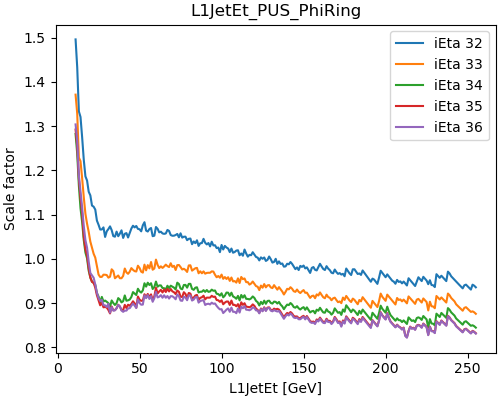 L1JetEt_PUS_PhiRing
Scale factor
1.5
1.4
1.3
1.2
1.1
1.0
0.9
0.8
iEta 32
iEta 33
iEta 34
iEta 35
iEta 36
0 50 100 150 200 250
L1JetEt [GeV]